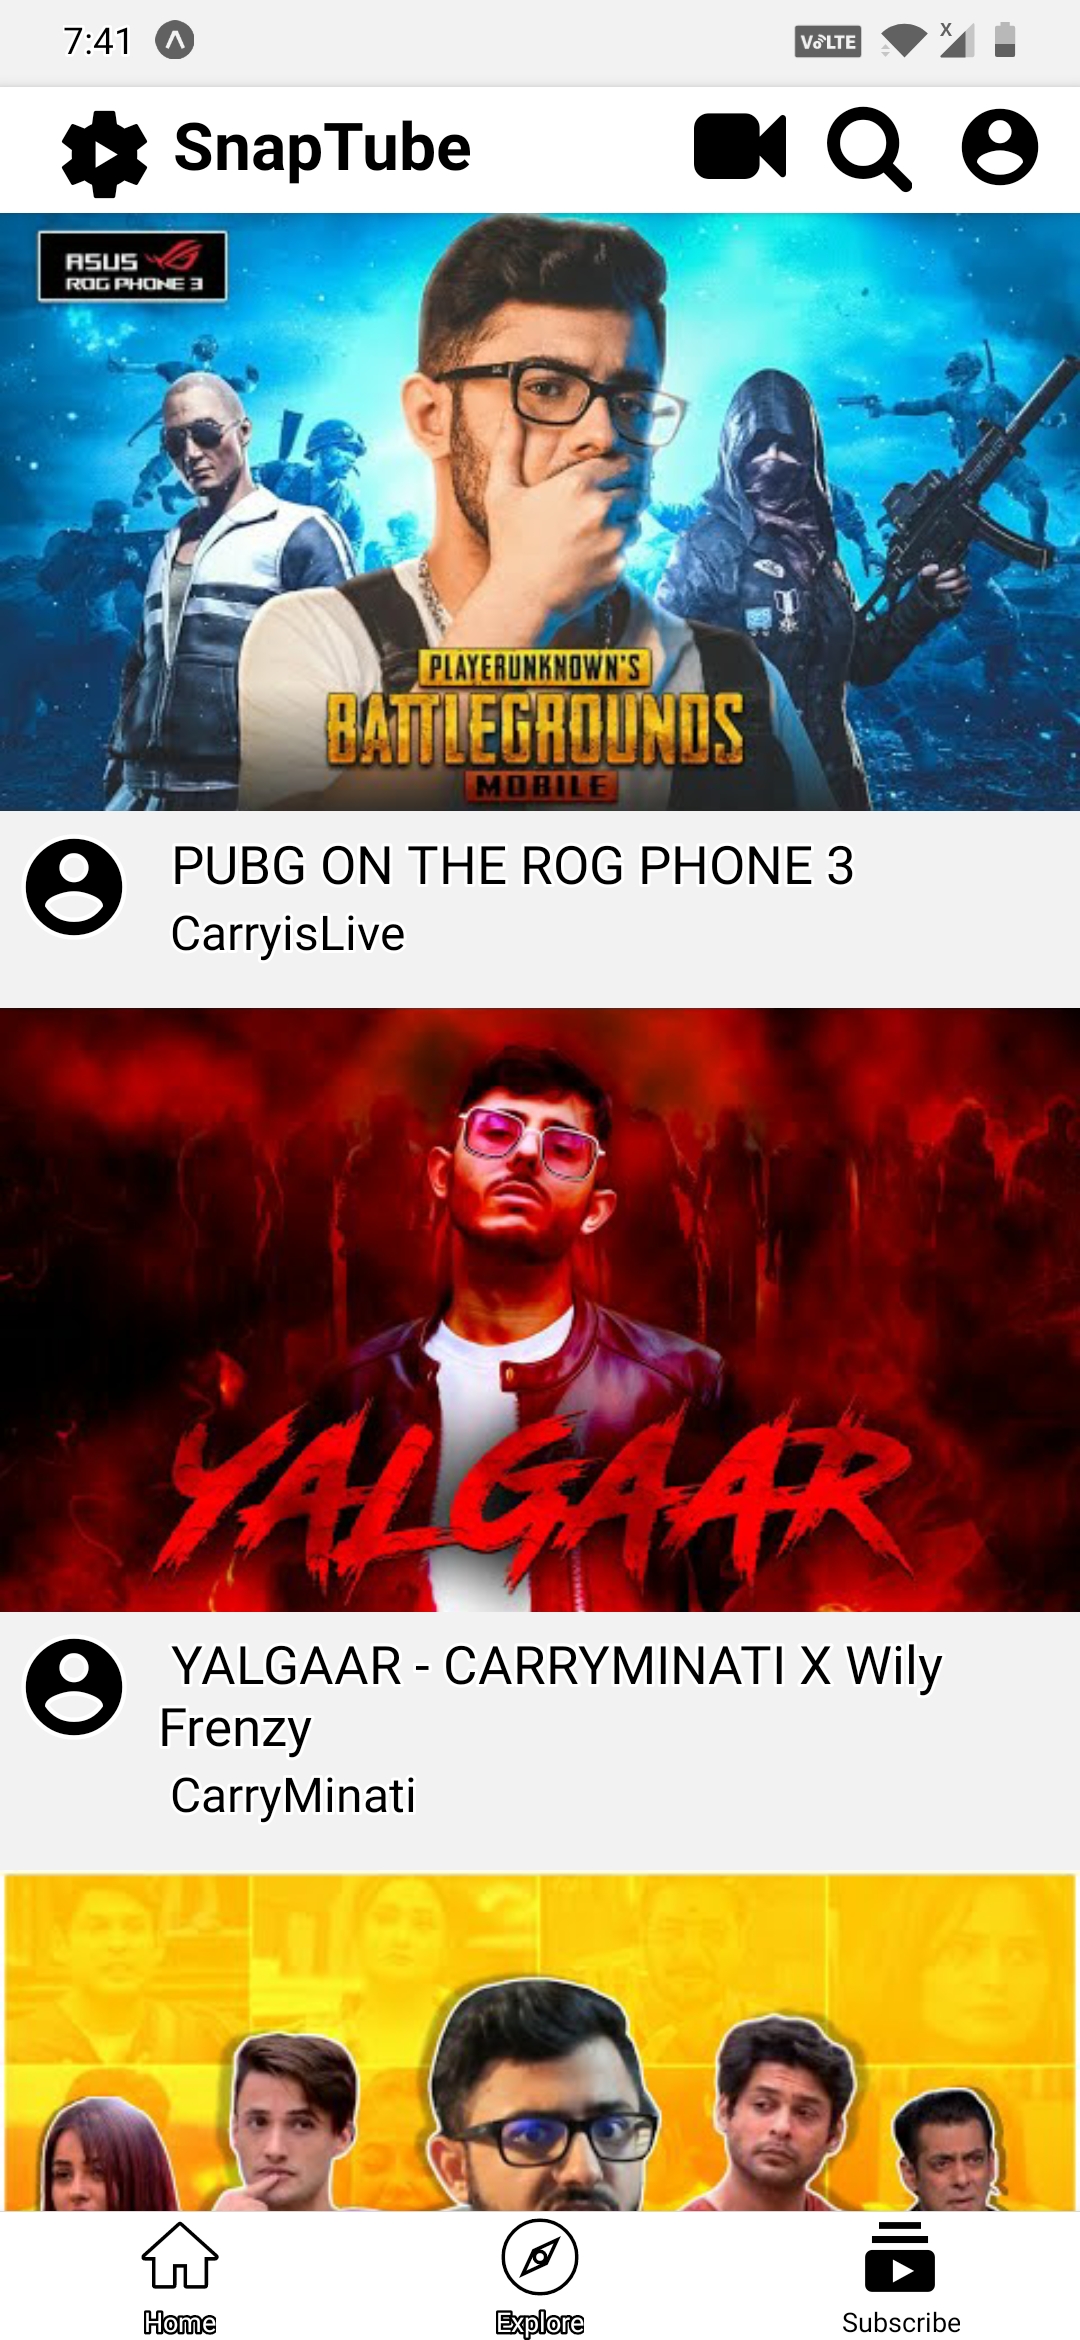 7:41
VoLTE
SnapTube
ASUS
ROG PHONE 3
PLAYERUNKNOWN'S
BATTLEGROUNDS
MOBILE
PUBG ON THE ROG PHONE 3
CarryisLive
YALGAAR
YALGAAR - CARRYMINATI X Wily
Frenzy
CarryMinati
Home
Explore
Subscribe